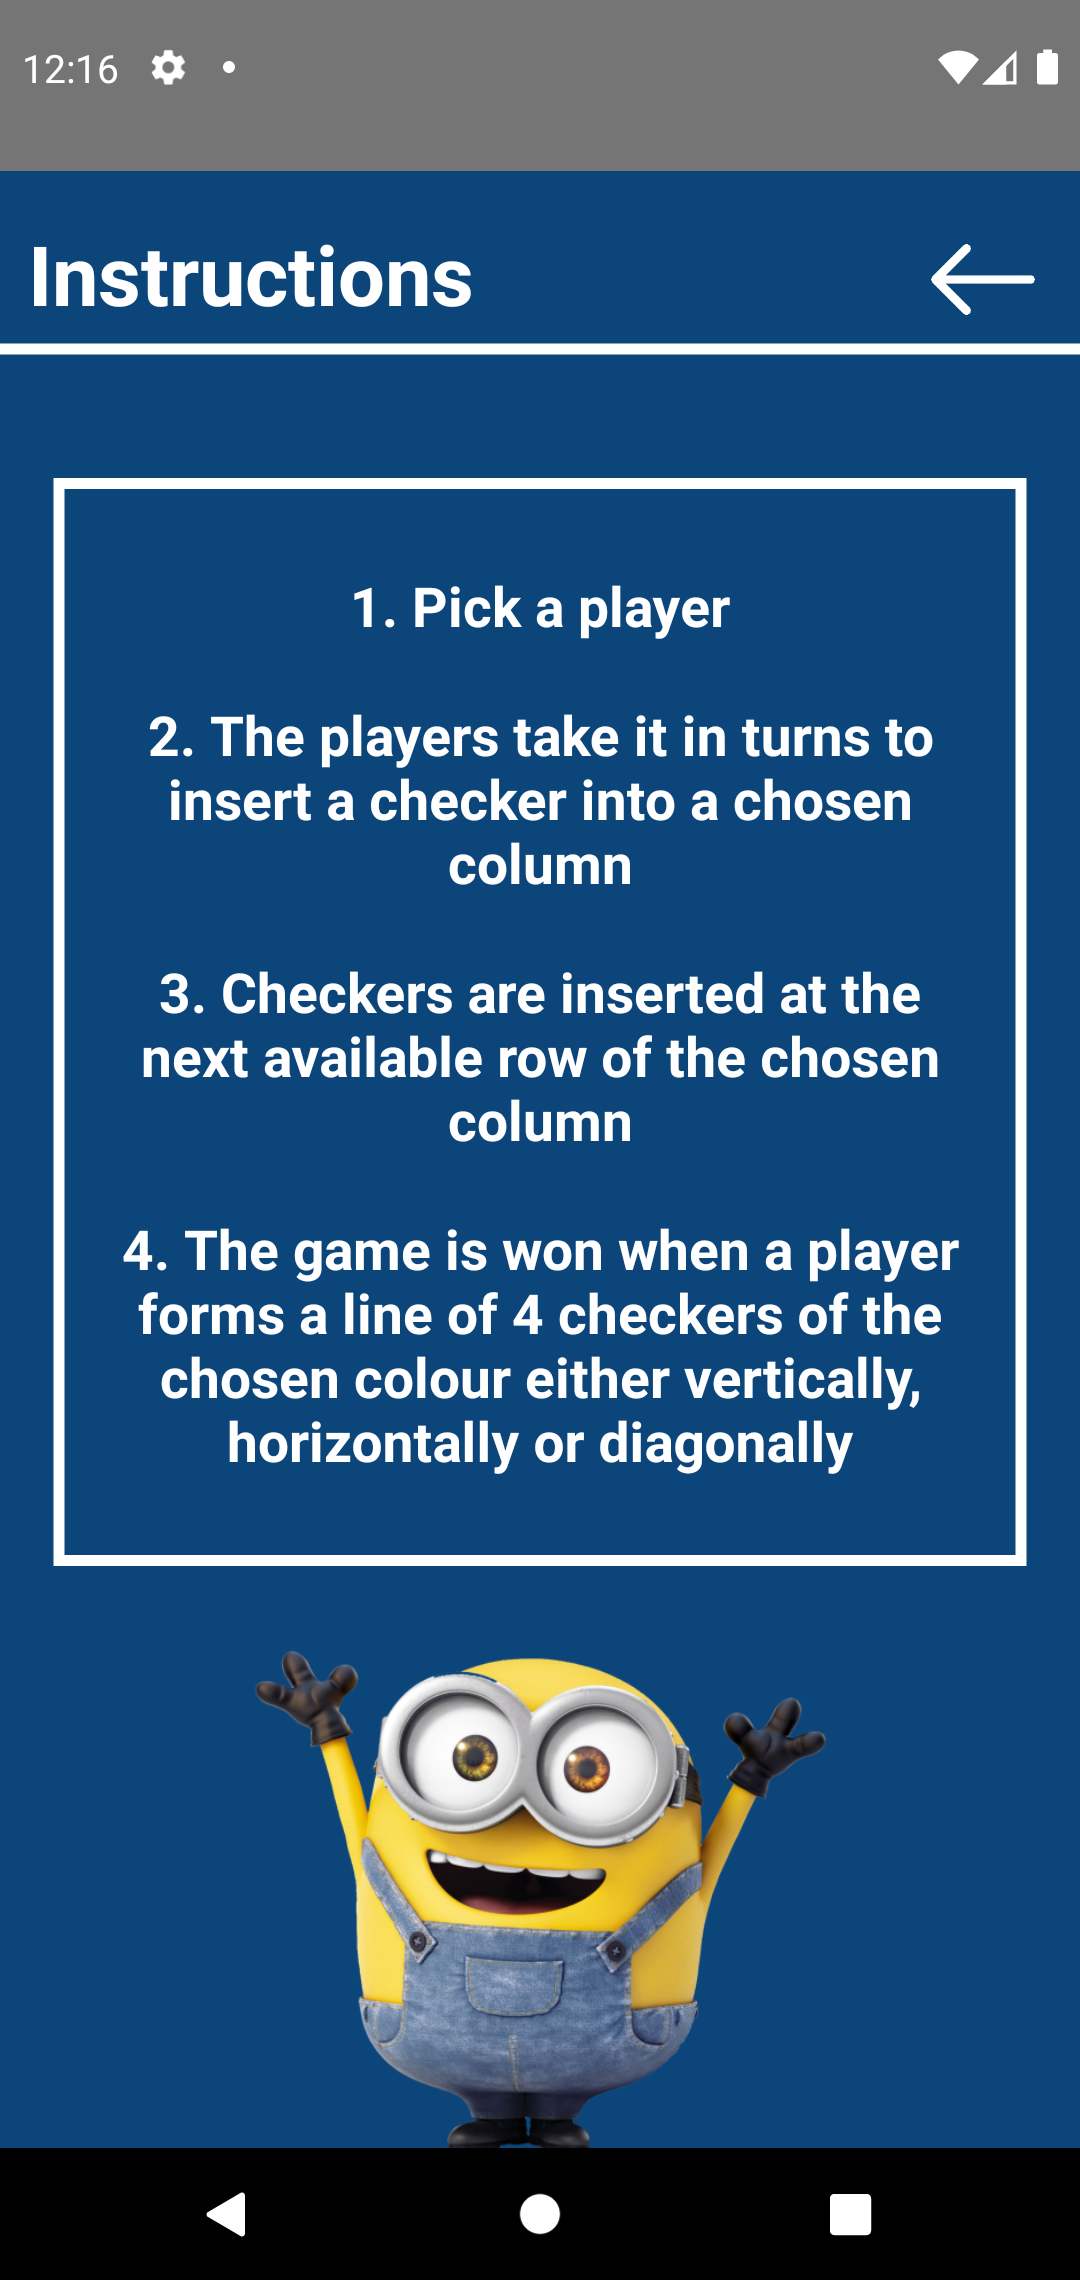 12:16
Instructions
1. Pick a player
2. The players take it in turns to
insert a checker into a chosen
column
3. Checkers are inserted at the
next available row of the chosen
column
4. The game is won when a player
forms a line of 4 checkers of the
chosen colour either vertically,
horizontally or diagonally